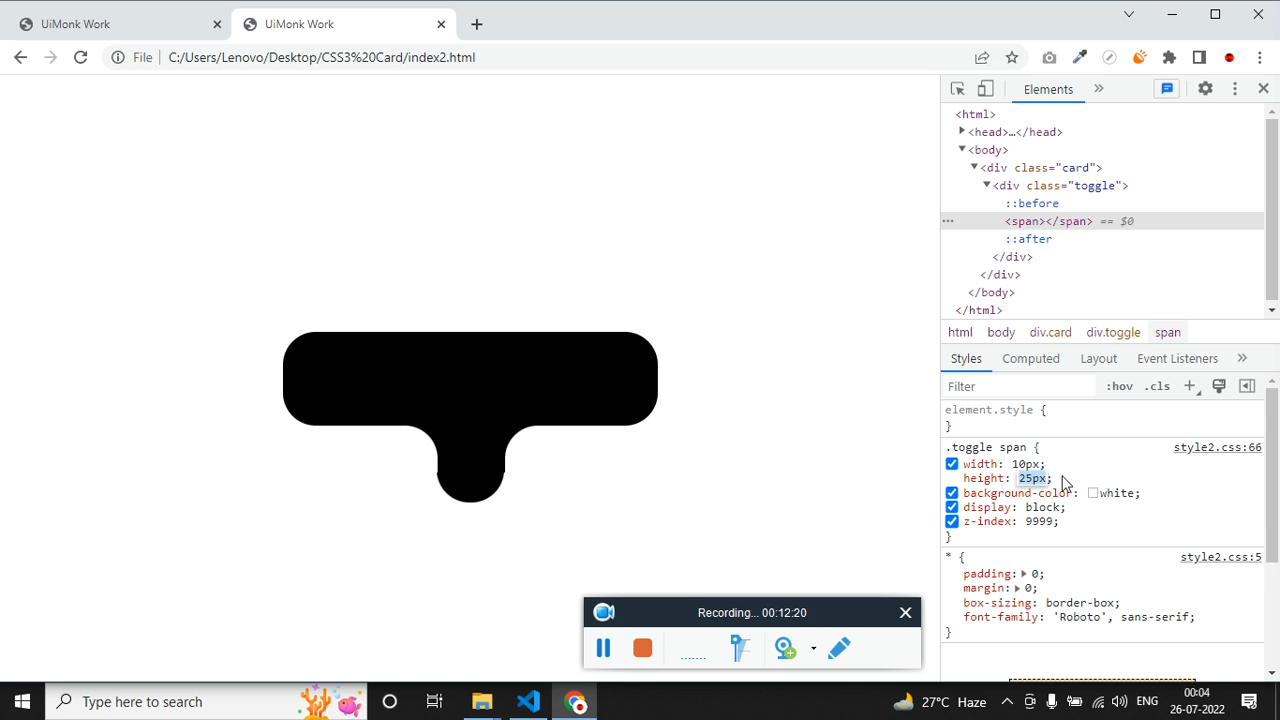 UiMonk Work
UiMonk Work
File C:/Users/Lenovo/Desktop/CSS3%20Card/index2.html
Elements
<html>
<head>…</head>
<body>
<div class="card">
<div class="toggle">
::before
<span></span> == $0
::after
</div>
</div>
</body>
</html>
html body div.card div.toggle span
Styles Computed Layout Event Listeners
Filter :hov .cls
element.style {
}
.toggle span { style2.css:66
width: 10px;
height: 25px;
background-color: white;
display: block;
z-index: 9999;
}
* { style2.css:5
padding: 0;
margin: 0;
box-sizing: border-box;
font-family: 'Roboto', sans-serif;
}
Recording... 00:12:20
Type here to search
27°C Haze
ENG
00:04
26-07-2022